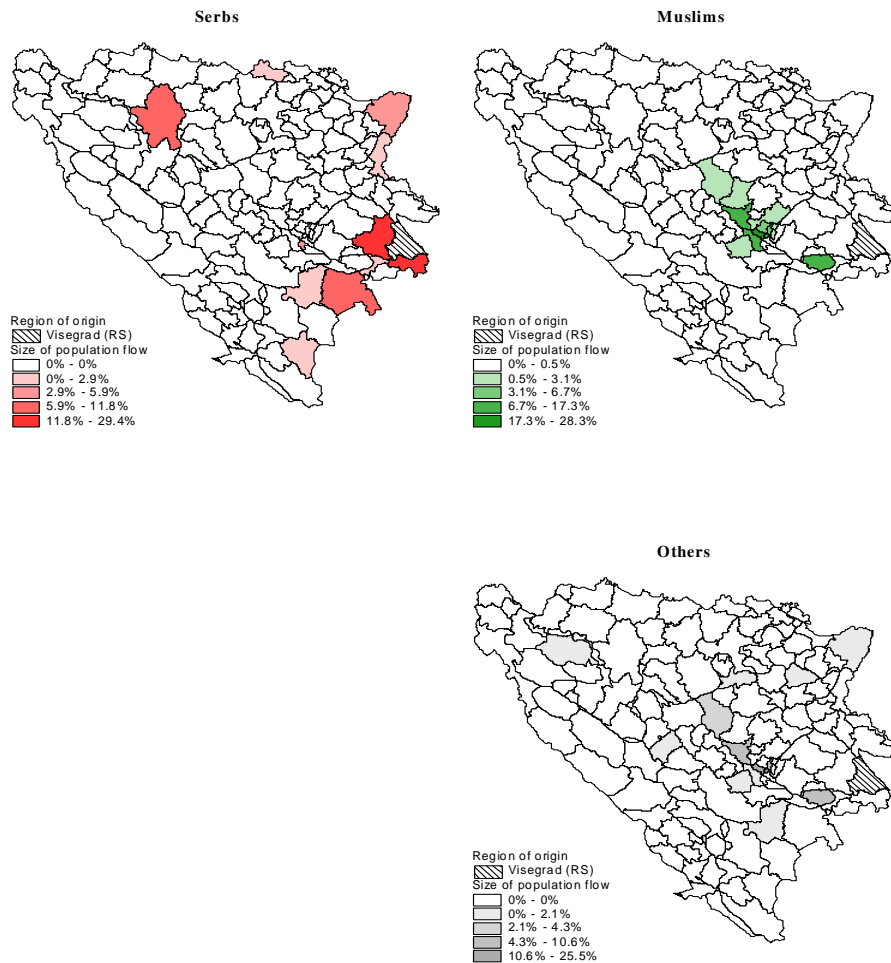 Serbs
Region of origin
Visegrad (RS)
Size of population flow
0% - 0%
0% - 2.9%
2.9% - 5.9%
5.9% - 11.8%
11.8% - 29.4%
Muslims
Region of origin
Visegrad (RS)
Size of population flow
0% - 0.5%
0.5% - 3.1%
3.1% - 6.7%
6.7% - 17.3%
17.3% - 28.3%
Others
Region of origin
Visegrad (RS)
Size of population flow
0% - 0%
0% - 2.1%
2.1% - 4.3%
4.3% - 10.6%
10.6% - 25.5%